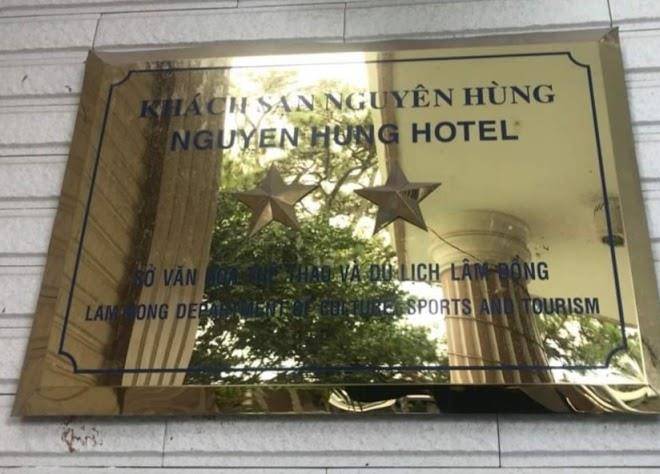 KHÁCH SẠN NGUYÊN HÙNG
NGUYEN HUNG HOTEL
SỞ VĂN HÓA THỂ THAO VÀ DU LỊCH LÂM ĐỒNG
LAM DONG DEPARTMENT OF CULTURE, SPORTS AND TOURISM